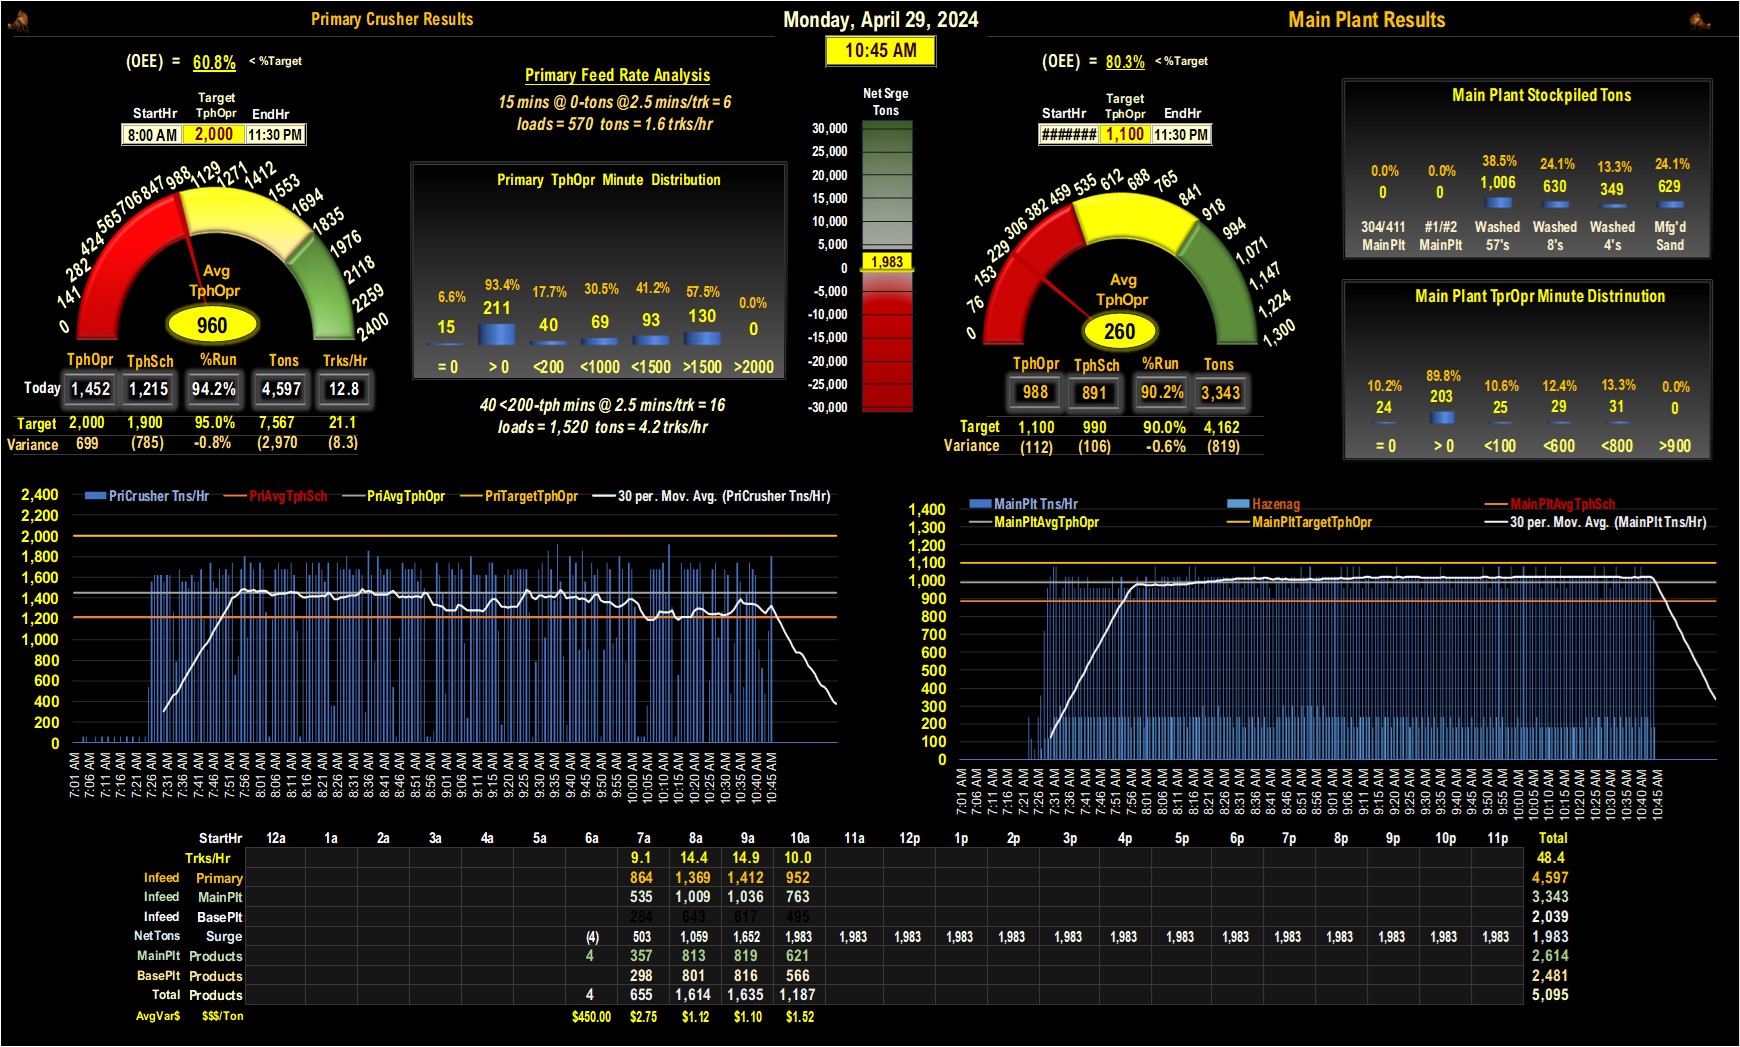 Primary Crusher Results
Monday, April 29, 2024
Main Plant Results
10:45 AM
(OEE) = 60.8% < %Target
StartHr Target TphOpr EndHr
8:00 AM 2,000 11:30 PM
0 141 282 424 565 706 847 988 1129 1271 1412 1553 1694 1835 1976 2118 2259 2400
Avg
TphOpr
960
TphOpr TphSch %Run Tons Trks/Hr
Today 1,452 1,215 94.2% 4,597 12.8
Target 2,000 1,900 95.0% 7,567 21.1
Variance 699 (785) -0.8% (2,970 (8.3)
Primary Feed Rate Analysis
15 mins @ 0-tons @2.5 mins/trk = 6
loads = 570 tons = 1.6 trks/hr
Primary TphOpr Minute Distribution
6.6% 93.4% 17.7% 30.5% 41.2% 57.5% 0.0%
15 211 40 69 93 130 0
= 0 > 0 <200 <1000 <1500 >1500 >2000
40 <200-tph mins @ 2.5 mins/trk = 16
loads = 1,520 tons = 4.2 trks/hr
Net Srge
Tons
30,000
25,000
20,000
15,000
10,000
5,000
0
-5,000
-10,000
-15,000
-20,000
-25,000
-30,000
1,983
(OEE) = 80.3% < %Target
StartHr Target TphOpr EndHr
####### 1,100 11:30 PM
0 76 153 229 306 382 459 535 612 688 765 841 918 994 1,071 1,147 1,224 1,300
Avg
TphOpr
260
TphOpr TphSch %Run Tons
988 891 90.2% 3,343
Target 1,100 990 90.0% 4,162
Variance (112) (106) -0.6% (819)
Main Plant Stockpiled Tons
0.0% 0.0% 38.5% 24.1% 13.3% 24.1%
0 0 1,006 630 349 629
304/411 #1/#2 Washed Washed Washed Mfg'd
MainPlt MainPlt 57's 8's 4's Sand
Main Plant TprOpr Minute Distrinution
10.2% 89.8% 10.6% 12.4% 13.3% 0.0%
24 203 25 29 31 0
= 0 > 0 <100 <600 <800 >900
PriCrusher Tns/Hr PriAvgTphSch PriAvgTphOpr PriTargetTphOpr 30 per. Mov. Avg. (PriCrusher Tns/Hr)
2,400
2,200
2,000
1,800
1,600
1,400
1,200
1,000
800
600
400
200
0
7:01 AM 7:06 AM 7:11 AM 7:16 AM 7:21 AM 7:26 AM 7:31 AM 7:36 AM 7:41 AM 7:46 AM 7:51 AM 7:56 AM 8:01 AM 8:06 AM 8:11 AM 8:16 AM 8:21 AM 8:26 AM 8:31 AM 8:36 AM 8:41 AM 8:46 AM 8:51 AM 8:56 AM 9:01 AM 9:06 AM 9:11 AM 9:15 AM 9:20 AM 9:25 AM 9:30 AM 9:35 AM 9:40 AM 9:45 AM 9:50 AM 9:55 AM 10:00 AM 10:05 AM 10:10 AM 10:15 AM 10:20 AM 10:25 AM 10:30 AM 10:35 AM 10:40 AM 10:45 AM
MainPlt Tns/Hr Hazenag MainPltAvgTphSch
MainPltAvgTphOpr MainPltTargetTphOpr 30 per. Mov. Avg. (MainPlt Tns/Hr)
1,400
1,300
1,200
1,100
1,000
900
800
700
600
500
400
300
200
100
0
7:01 AM 7:06 AM 7:11 AM 7:16 AM 7:21 AM 7:26 AM 7:31 AM 7:36 AM 7:41 AM 7:46 AM 7:51 AM 7:56 AM 8:01 AM 8:06 AM 8:11 AM 8:16 AM 8:21 AM 8:26 AM 8:31 AM 8:36 AM 8:41 AM 8:46 AM 8:51 AM 8:56 AM 9:01 AM 9:06 AM 9:11 AM 9:15 AM 9:20 AM 9:25 AM 9:30 AM 9:35 AM 9:40 AM 9:45 AM 9:50 AM 9:55 AM 10:00 AM 10:05 AM 10:10 AM 10:15 AM 10:20 AM 10:25 AM 10:30 AM 10:35 AM 10:40 AM 10:45 AM
StartHr 12a 1a 2a 3a 4a 5a 6a 7a 8a 9a 10a 11a 12p 1p 2p 3p 4p 5p 6p 7p 8p 9p 10p 11p Total
Trks/Hr 9.1 14.4 14.9 10.0 48.4
Infeed Primary 864 1,369 1,412 952 4,597
Infeed MainPlt 535 1,009 1,036 763 3,343
Infeed BasePlt 284 643 617 495 2,039
NetTons Surge (4) 503 1,059 1,652 1,983 1,983 1,983 1,983 1,983 1,983 1,983 1,983 1,983 1,983 1,983 1,983 1,983 1,983 1,983
MainPlt Products 4 357 813 819 621 2,614
BasePlt Products 298 801 816 566 2,481
Total Products 4 655 1,614 1,635 1,187 5,095
AvgVar$ $$$/Ton $450.00 $2.75 $1.12 $1.10 $1.52